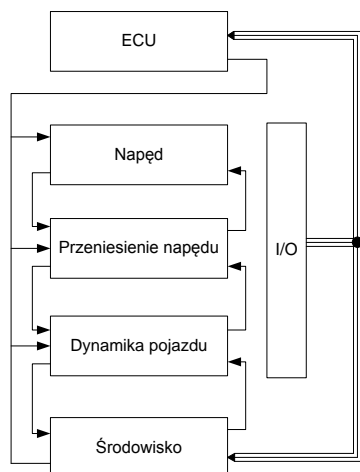 ECU
Napęd
Przeniesienie napędu
I/O
Dynamika pojazdu
Środowisko